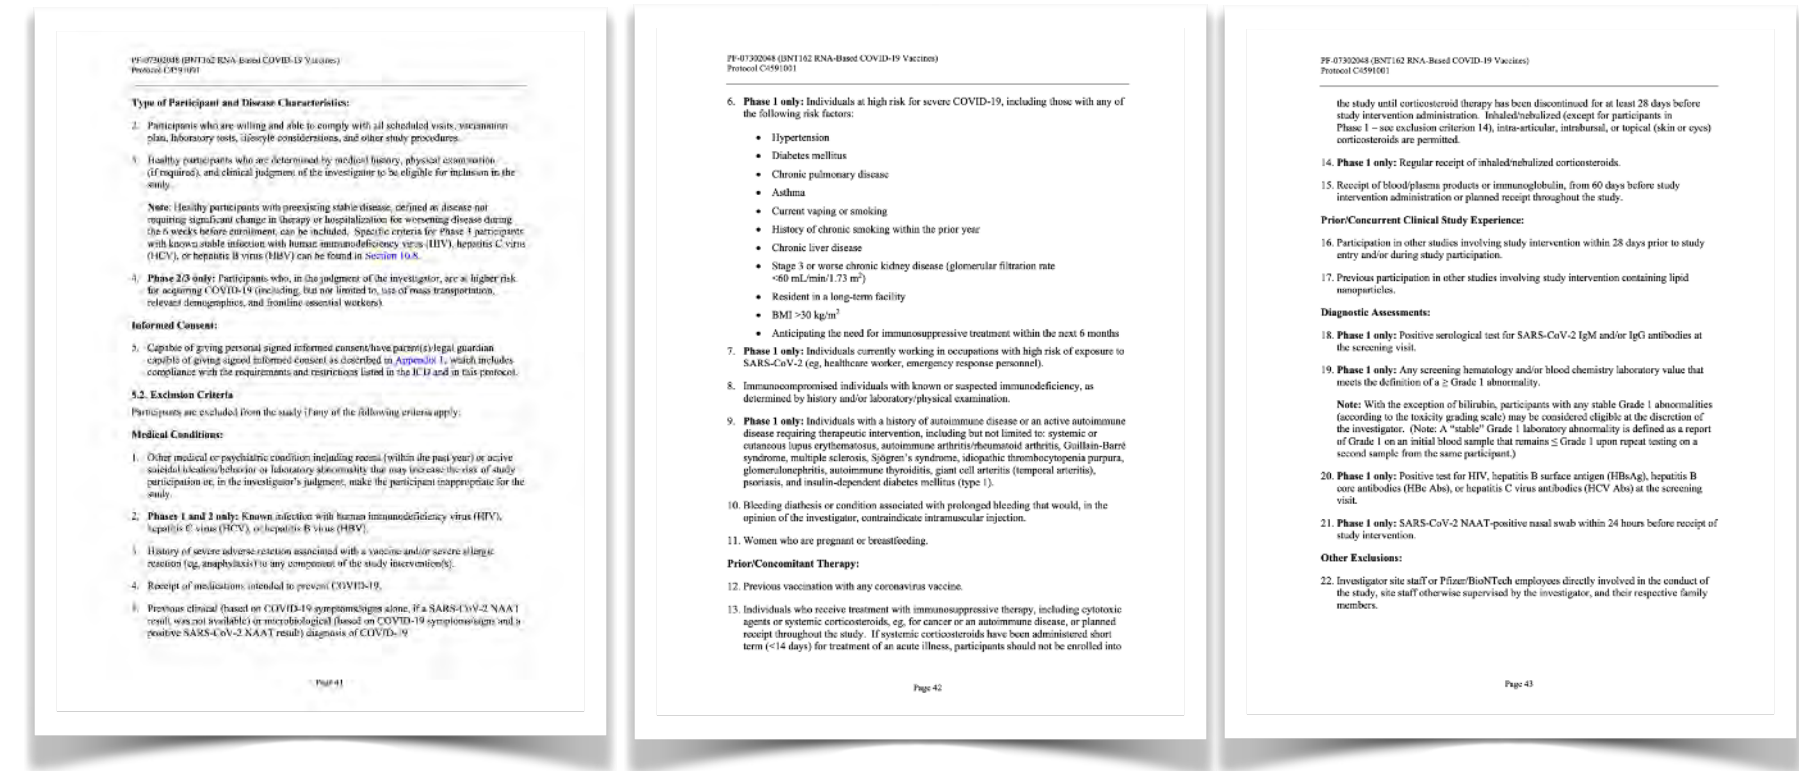 PF-07302048 (BNT162 RNA-Based COVID-19 Vaccines)
Protocol C4591001
Type of Participant and Disease Characteristics:
2. Participants who are willing and able to comply with all scheduled visits, vaccination
plan, laboratory tests, lifestyle considerations, and other study procedures.
3. Healthy participants who are determined by medical history, physical examination
(if required), and clinical judgment of the investigator to be eligible for inclusion in the
study.
Note: Healthy participants with preexisting stable disease, defined as disease not
requiring significant change in therapy or hospitalization for worsening disease during
the 6 weeks before enrollment, can be included. Specific criteria for Phase 3 participants
with known stable infection with human immunodeficiency virus (HIV), hepatitis C virus
(HCV), or hepatitis B virus (HBV) can be found in Section 10.8.
4. Phase 2/3 only: Participants who, in the judgment of the investigator, are at higher risk
for acquiring COVID-19 (including, but not limited to, use of mass transportation,
relevant demographics, and frontline essential workers).
Informed Consent:
5. Capable of giving personal signed informed consent/have parent(s)/legal guardian
capable of giving signed informed consent as described in Appendix 1, which includes
compliance with the requirements and restrictions listed in the ICD and in this protocol.
5.2. Exclusion Criteria
Participants are excluded from the study if any of the following criteria apply:
Medical Conditions:
1. Other medical or psychiatric condition including recent (within the past year) or active
suicidal ideation/behavior or laboratory abnormality that may increase the risk of study
participation or, in the investigator's judgment, make the participant inappropriate for the
study.
2. Phases 1 and 2 only: Known infection with human immunodeficiency virus (HIV),
hepatitis C virus (HCV), or hepatitis B virus (HBV).
3. History of severe adverse reaction associated with a vaccine and/or severe allergic
reaction (eg, anaphylaxis) to any component of the study intervention(s).
4. Receipt of medications intended to prevent COVID-19.
5. Previous clinical (based on COVID-19 symptoms/signs alone, if a SARS-CoV-2 NAAT
result was not available) or microbiological (based on COVID-19 symptoms/signs and a
positive SARS-CoV-2 NAAT result) diagnosis of COVID-19
Page 41
PF-07302048 (BNT162 RNA-Based COVID-19 Vaccines)
Protocol C4591001
6. Phase 1 only: Individuals at high risk for severe COVID-19, including those with any of
the following risk factors:
• Hypertension
• Diabetes mellitus
• Chronic pulmonary disease
• Asthma
• Current vaping or smoking
• History of chronic smoking within the prior year
• Chronic liver disease
• Stage 3 or worse chronic kidney disease (glomerular filtration rate
<60 mL/min/1.73 m²)
• Resident in a long-term facility
• BMI >30 kg/m²
• Anticipating the need for immunosuppressive treatment within the next 6 months
7. Phase 1 only: Individuals currently working in occupations with high risk of exposure to
SARS-CoV-2 (eg, healthcare worker, emergency response personnel).
8. Immunocompromised individuals with known or suspected immunodeficiency, as
determined by history and/or laboratory/physical examination.
9. Phase 1 only: Individuals with a history of autoimmune disease or an active autoimmune
disease requiring therapeutic intervention, including but not limited to: systemic or
cutaneous lupus erythematosus, autoimmune arthritis/rheumatoid arthritis, Guillain-Barré
syndrome, multiple sclerosis, Sjögren's syndrome, idiopathic thrombocytopenia purpura,
glomerulonephritis, autoimmune thyroiditis, giant cell arteritis (temporal arteritis),
psoriasis, and insulin-dependent diabetes mellitus (type 1).
10. Bleeding diathesis or condition associated with prolonged bleeding that would, in the
opinion of the investigator, contraindicate intramuscular injection.
11. Women who are pregnant or breastfeeding.
Prior/Concomitant Therapy:
12. Previous vaccination with any coronavirus vaccine.
13. Individuals who receive treatment with immunosuppressive therapy, including cytotoxic
agents or systemic corticosteroids, eg, for cancer or an autoimmune disease, or planned
receipt throughout the study. If systemic corticosteroids have been administered short
term (<14 days) for treatment of an acute illness, participants should not be enrolled into
Page 42
PF-07302048 (BNT162 RNA-Based COVID-19 Vaccines)
Protocol C4591001
the study until corticosteroid therapy has been discontinued for at least 28 days before
study intervention administration. Inhaled/nebulized (except for participants in
Phase 1 – see exclusion criterion 14), intra-articular, intrabursal, or topical (skin or eyes)
corticosteroids are permitted.
14. Phase 1 only: Regular receipt of inhaled/nebulized corticosteroids.
15. Receipt of blood/plasma products or immunoglobulin, from 60 days before study
intervention administration or planned receipt throughout the study.
Prior/Concurrent Clinical Study Experience:
16. Participation in other studies involving study intervention within 28 days prior to study
entry and/or during study participation.
17. Previous participation in other studies involving study intervention containing lipid
nanoparticles.
Diagnostic Assessments:
18. Phase 1 only: Positive serological test for SARS-CoV-2 IgM and/or IgG antibodies at
the screening visit.
19. Phase 1 only: Any screening hematology and/or blood chemistry laboratory value that
meets the definition of a ≥ Grade 1 abnormality.
Note: With the exception of bilirubin, participants with any stable Grade 1 abnormalities
(according to the toxicity grading scale) may be considered eligible at the discretion of
the investigator. (Note: A "stable" Grade 1 laboratory abnormality is defined as a report
of Grade 1 on an initial blood sample that remains ≤ Grade 1 upon repeat testing on a
second sample from the same participant.)
20. Phase 1 only: Positive test for HIV, hepatitis B surface antigen (HBsAg), hepatitis B
core antibodies (HBc Abs), or hepatitis C virus antibodies (HCV Abs) at the screening
visit.
21. Phase 1 only: SARS-CoV-2 NAAT-positive nasal swab within 24 hours before receipt of
study intervention.
Other Exclusions:
22. Investigator site staff or Pfizer/BioNTech employees directly involved in the conduct of
the study, site staff otherwise supervised by the investigator, and their respective family
members.
Page 43